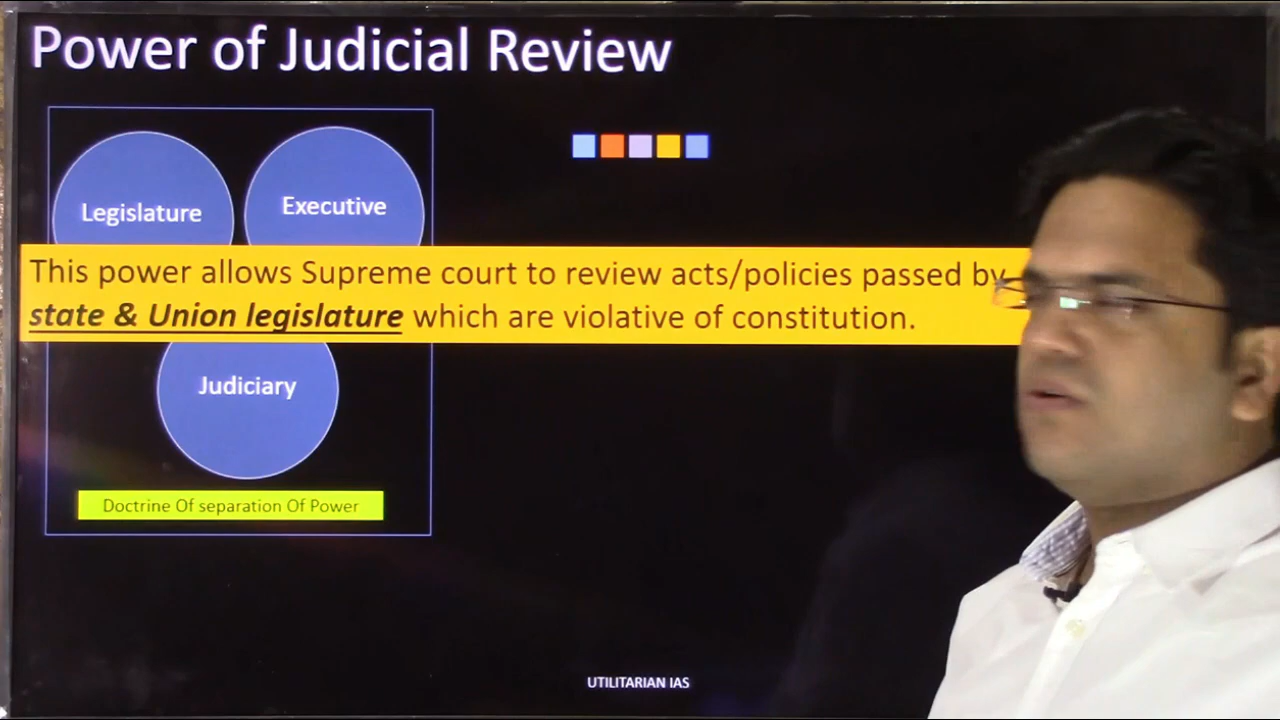 Power of Judicial Review
Legislature
Executive
This power allows Supreme court to review acts/policies passed by
state & Union legislature which are violative of constitution.
Judiciary
Doctrine Of separation Of Power
UTILITARIAN IAS